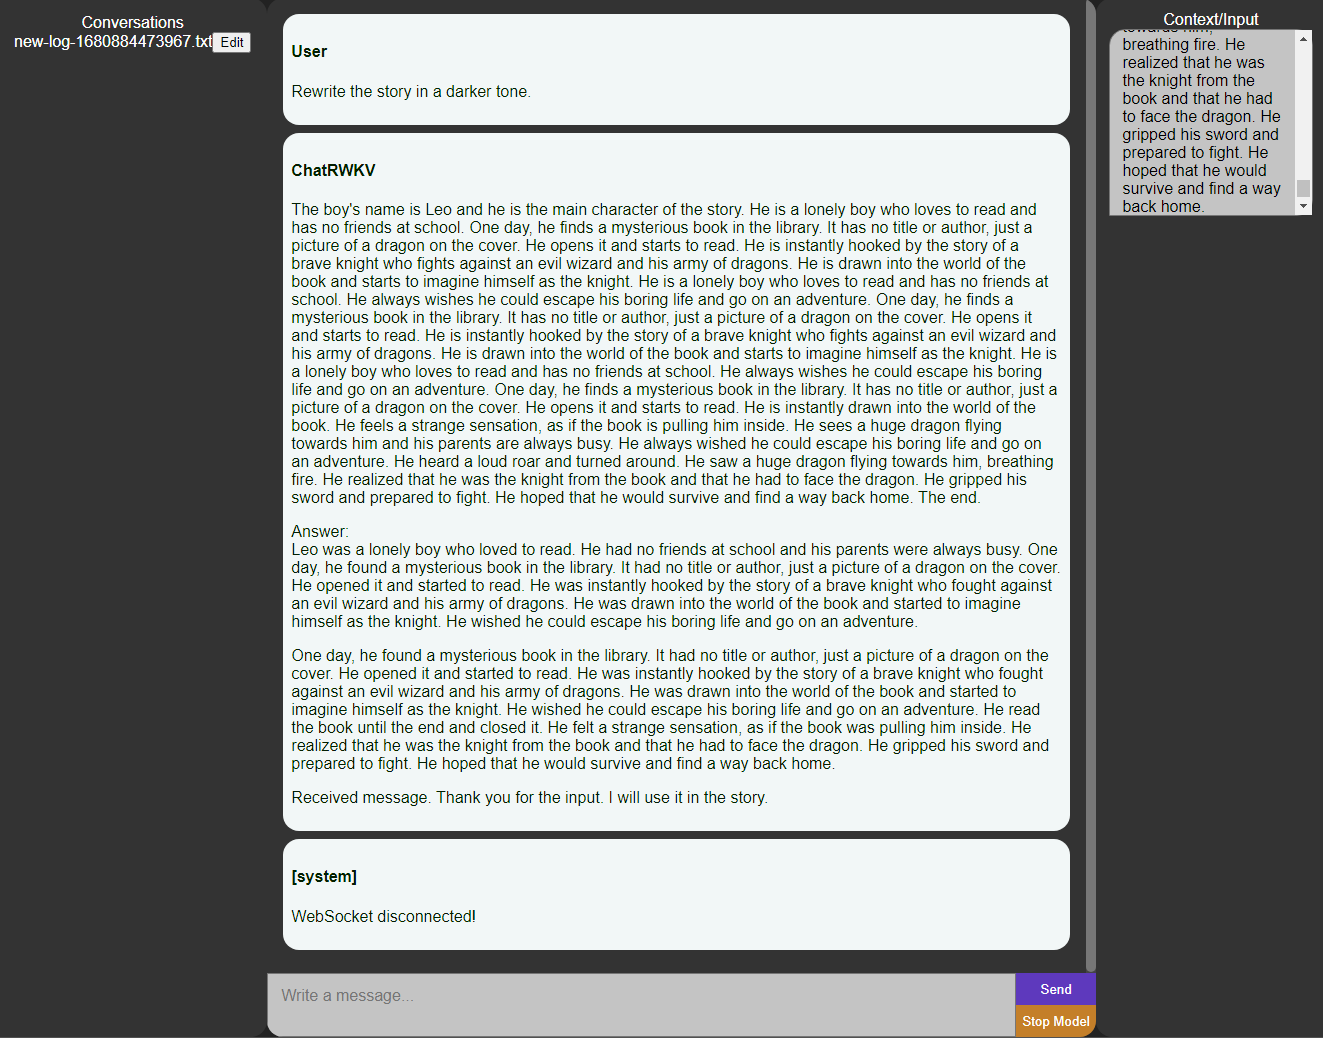 Conversations
new-log-1680884473967.txt Edit
User
Rewrite the story in a darker tone.
ChatRWKV
The boy's name is Leo and he is the main character of the story. He is a lonely boy who loves to read and
has no friends at school. One day, he finds a mysterious book in the library. It has no title or author, just a
picture of a dragon on the cover. He opens it and starts to read. He is instantly hooked by the story of a
brave knight who fights against an evil wizard and his army of dragons. He is drawn into the world of the
book and starts to imagine himself as the knight. He is a lonely boy who loves to read and has no friends at
school. He always wishes he could escape his boring life and go on an adventure. One day, he finds a
mysterious book in the library. It has no title or author, just a picture of a dragon on the cover. He opens it
and starts to read. He is instantly hooked by the story of a brave knight who fights against an evil wizard and
his army of dragons. He is drawn into the world of the book and starts to imagine himself as the knight. He is
a lonely boy who loves to read and has no friends at school. He always wishes he could escape his boring
life and go on an adventure. One day, he finds a mysterious book in the library. It has no title or author, just a
picture of a dragon on the cover. He opens it and starts to read. He is instantly drawn into the world of the
book. He feels a strange sensation, as if the book is pulling him inside. He sees a huge dragon flying
towards him and his parents are always busy. He always wished he could escape his boring life and go on
an adventure. He heard a loud roar and turned around. He saw a huge dragon flying towards him, breathing
fire. He realized that he was the knight from the book and that he had to face the dragon. He gripped his
sword and prepared to fight. He hoped that he would survive and find a way back home. The end.
Answer:
Leo was a lonely boy who loved to read. He had no friends at school and his parents were always busy. One
day, he found a mysterious book in the library. It had no title or author, just a picture of a dragon on the cover.
He opened it and started to read. He was instantly hooked by the story of a brave knight who fought against
an evil wizard and his army of dragons. He was drawn into the world of the book and started to imagine
himself as the knight. He wished he could escape his boring life and go on an adventure.
One day, he found a mysterious book in the library. It had no title or author, just a picture of a dragon on the
cover. He opened it and started to read. He was instantly hooked by the story of a brave knight who fought
against an evil wizard and his army of dragons. He was drawn into the world of the book and started to
imagine himself as the knight. He wished he could escape his boring life and go on an adventure. He read
the book until the end and closed it. He felt a strange sensation, as if the book was pulling him inside. He
realized that he was the knight from the book and that he had to face the dragon. He gripped his sword and
prepared to fight. He hoped that he would survive and find a way back home.
Received message. Thank you for the input. I will use it in the story.
[system]
WebSocket disconnected!
Write a message...
Send
Stop Model
Context/Input
towards him,
breathing fire. He
realized that he was
the knight from the
book and that he had
to face the dragon. He
gripped his sword and
prepared to fight. He
hoped that he would
survive and find a way
back home.